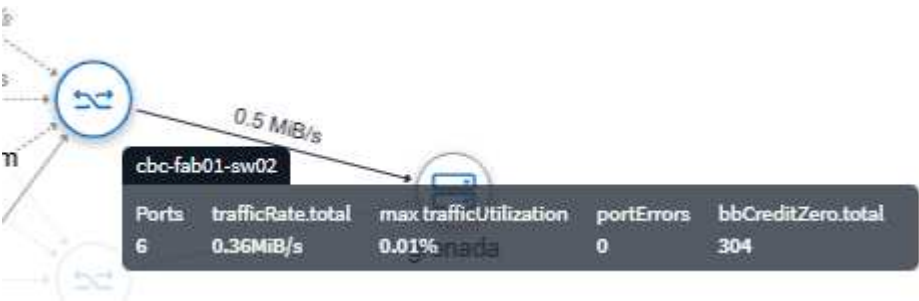 0.5 MiB/s
m
cbc-fab01-sw02
Ports trafficRate.total max trafficUtilization portErrors bbCreditZero.total
6 0.36MiB/s 0.01% 0 304
granada